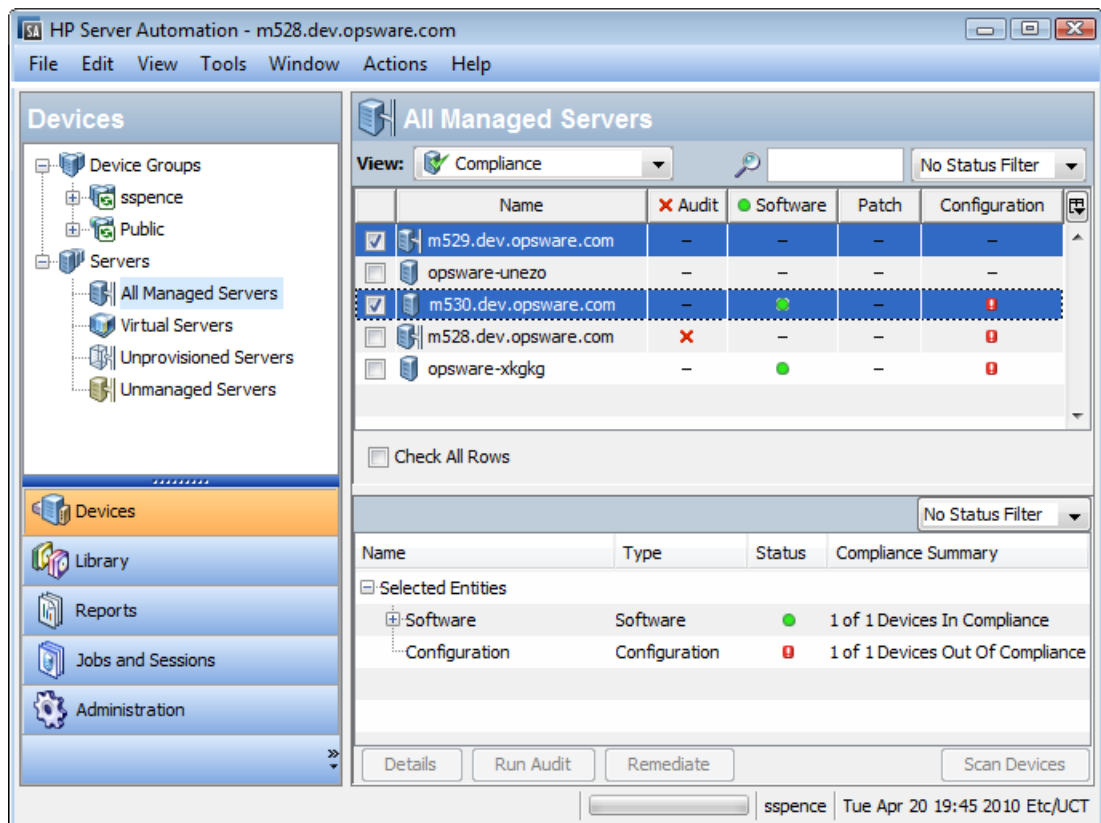 SA HP Server Automation - m528.dev.opsware.com
File Edit View Tools Window Actions Help
Devices
Device Groups
sspence
Public
Servers
All Managed Servers
Virtual Servers
Unprovisioned Servers
Unmanaged Servers
Devices
Library
Reports
Jobs and Sessions
Administration
»
All Managed Servers
View: Compliance No Status Filter
Name Audit Software Patch Configuration
m529.dev.opsware.com – – – –
opsware-unezo – – – –
m530.dev.opsware.com – –
m528.dev.opsware.com – –
opsware-xkgkg – –
Check All Rows
No Status Filter
Name Type Status Compliance Summary
Selected Entities
Software Software 1 of 1 Devices In Compliance
Configuration Configuration 1 of 1 Devices Out Of Compliance
Details Run Audit Remediate Scan Devices
sspence Tue Apr 20 19:45 2010 Etc/UCT